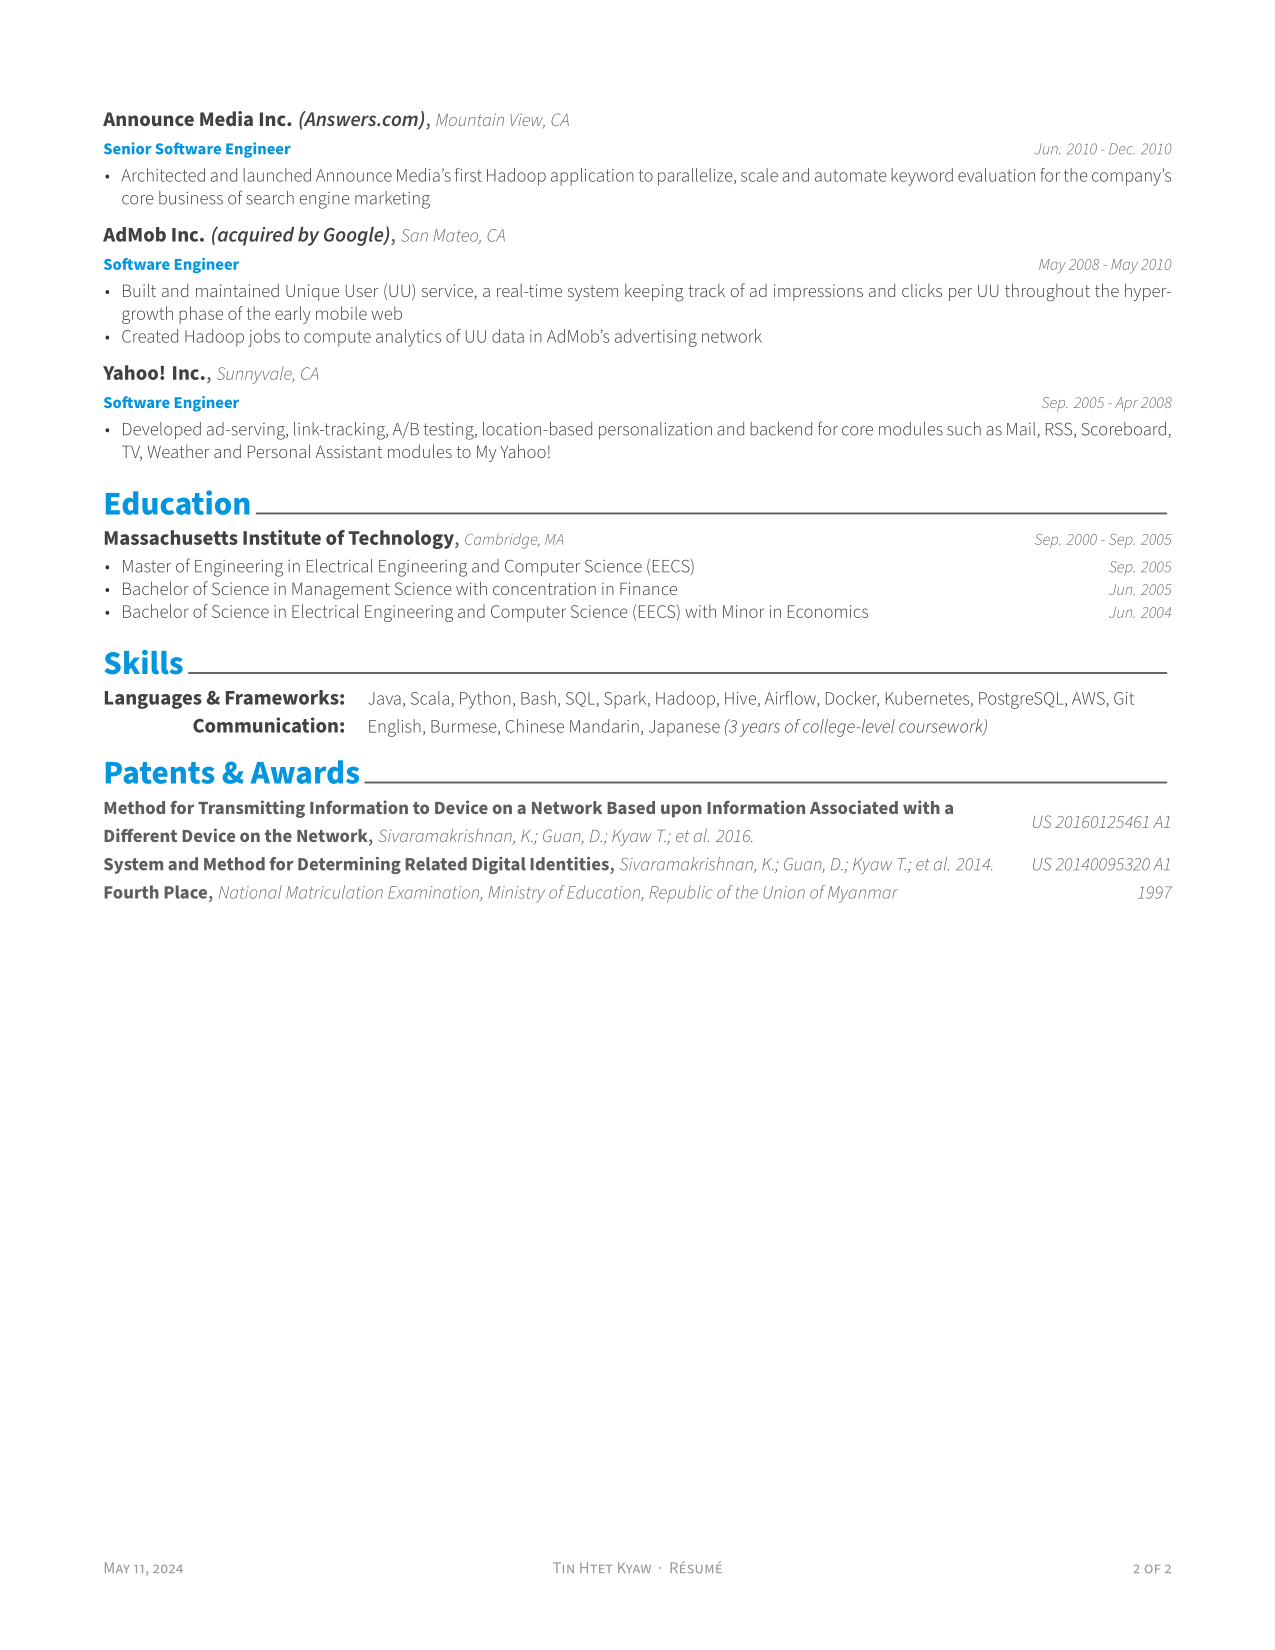 Announce Media Inc. (Answers.com), Mountain View, CA
Senior Software Engineer Jun. 2010 - Dec. 2010
• Architected and launched Announce Media’s first Hadoop application to parallelize, scale and automate keyword evaluation for the company’s
core business of search engine marketing
AdMob Inc. (acquired by Google), San Mateo, CA
Software Engineer May 2008 - May 2010
• Built and maintained Unique User (UU) service, a real-time system keeping track of ad impressions and clicks per UU throughout the hyper-
growth phase of the early mobile web
• Created Hadoop jobs to compute analytics of UU data in AdMob’s advertising network
Yahoo! Inc., Sunnyvale, CA
Software Engineer Sep. 2005 - Apr 2008
• Developed ad-serving, link-tracking, A/B testing, location-based personalization and backend for core modules such as Mail, RSS, Scoreboard,
TV, Weather and Personal Assistant modules to My Yahoo!
Education
Massachusetts Institute of Technology, Cambridge, MA Sep. 2000 - Sep. 2005
• Master of Engineering in Electrical Engineering and Computer Science (EECS) Sep. 2005
• Bachelor of Science in Management Science with concentration in Finance Jun. 2005
• Bachelor of Science in Electrical Engineering and Computer Science (EECS) with Minor in Economics Jun. 2004
Skills
Languages & Frameworks: Java, Scala, Python, Bash, SQL, Spark, Hadoop, Hive, Airflow, Docker, Kubernetes, PostgreSQL, AWS, Git
Communication: English, Burmese, Chinese Mandarin, Japanese (3 years of college-level coursework)
Patents & Awards
Method for Transmitting Information to Device on a Network Based upon Information Associated with a
Different Device on the Network, Sivaramakrishnan, K.; Guan, D.; Kyaw T.; et al. 2016. US 20160125461 A1
System and Method for Determining Related Digital Identities, Sivaramakrishnan, K.; Guan, D.; Kyaw T.; et al. 2014. US 20140095320 A1
Fourth Place, National Matriculation Examination, Ministry of Education, Republic of the Union of Myanmar 1997
May 11, 2024 Tin Htet Kyaw · Résumé 2 of 2